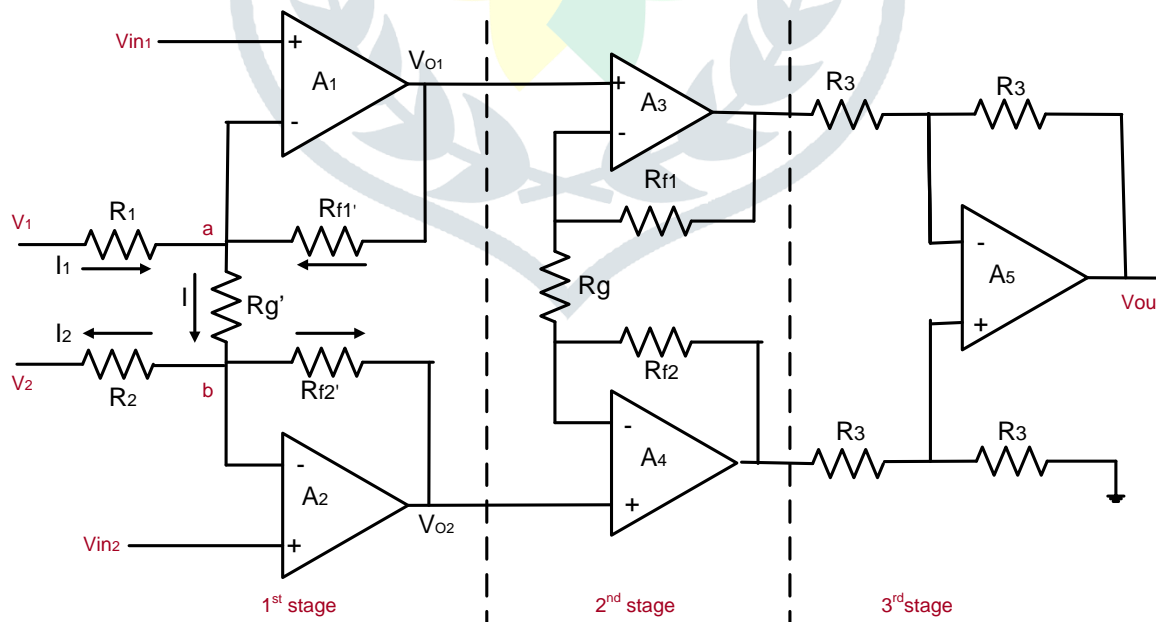 Vin1
+
A1
-
VO1
+
A3
-
R3
R3
V1
R1
a
Rf1'
Rf1
I1
I
Rg'
Rg
-
A5
+
Vou
I2
V2
R2
b
Rf2'
Rf2
-
A2
+
VO2
-
A4
+
R3
R3
Vin2
1st stage
2nd stage
3rdstage